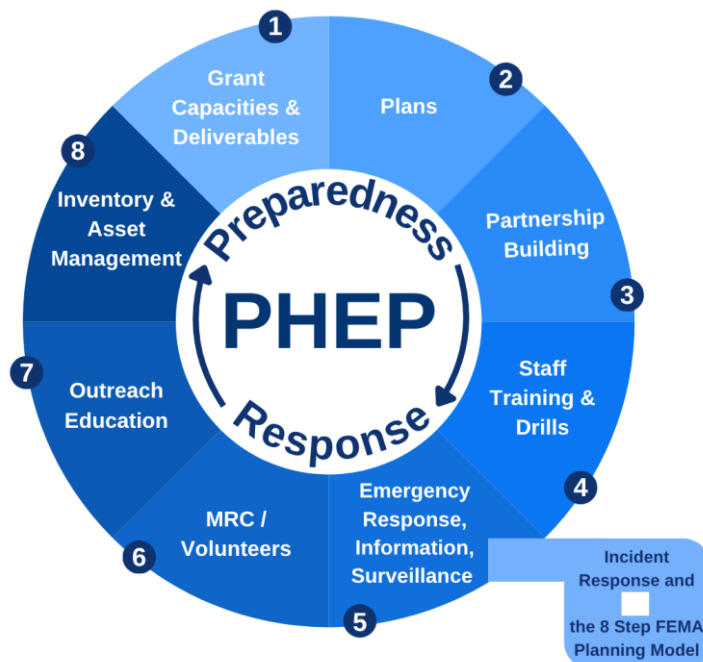 1
Grant
Capacities &
Deliverables
2
Plans
3
Partnership
Building
4
Staff
Training &
Drills
5
Emergency
Response,
Information,
Surveillance
6
MRC /
Volunteers
7
Outreach
Education
8
Inventory &
Asset
Management
Preparedness
PHEP
Response
Incident
Response and
the 8 Step FEMA
Planning Model